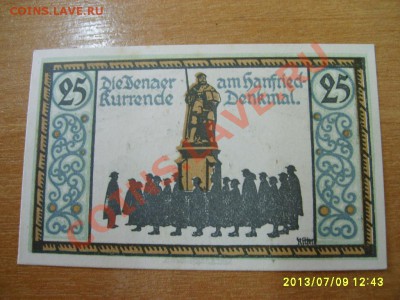 COINS.LAVE.RU
25 Die Jenaer am Hanfried- 25
Kurrende Denkmal.
COINS.LAVE.RU
2013/07/09 12:43